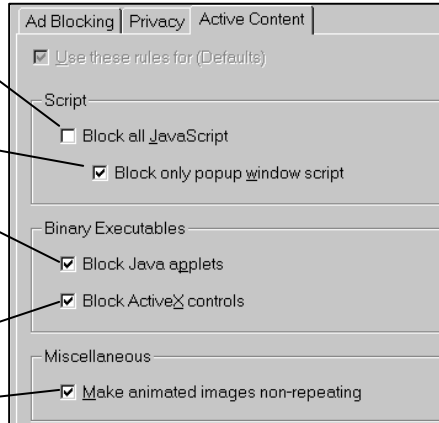 Ad Blocking Privacy Active Content
Use these rules for (Defaults)
Script
Block all JavaScript
Block only popup window script
Binary Executables
Block Java applets
Block ActiveX controls
Miscellaneous
Make animated images non-repeating